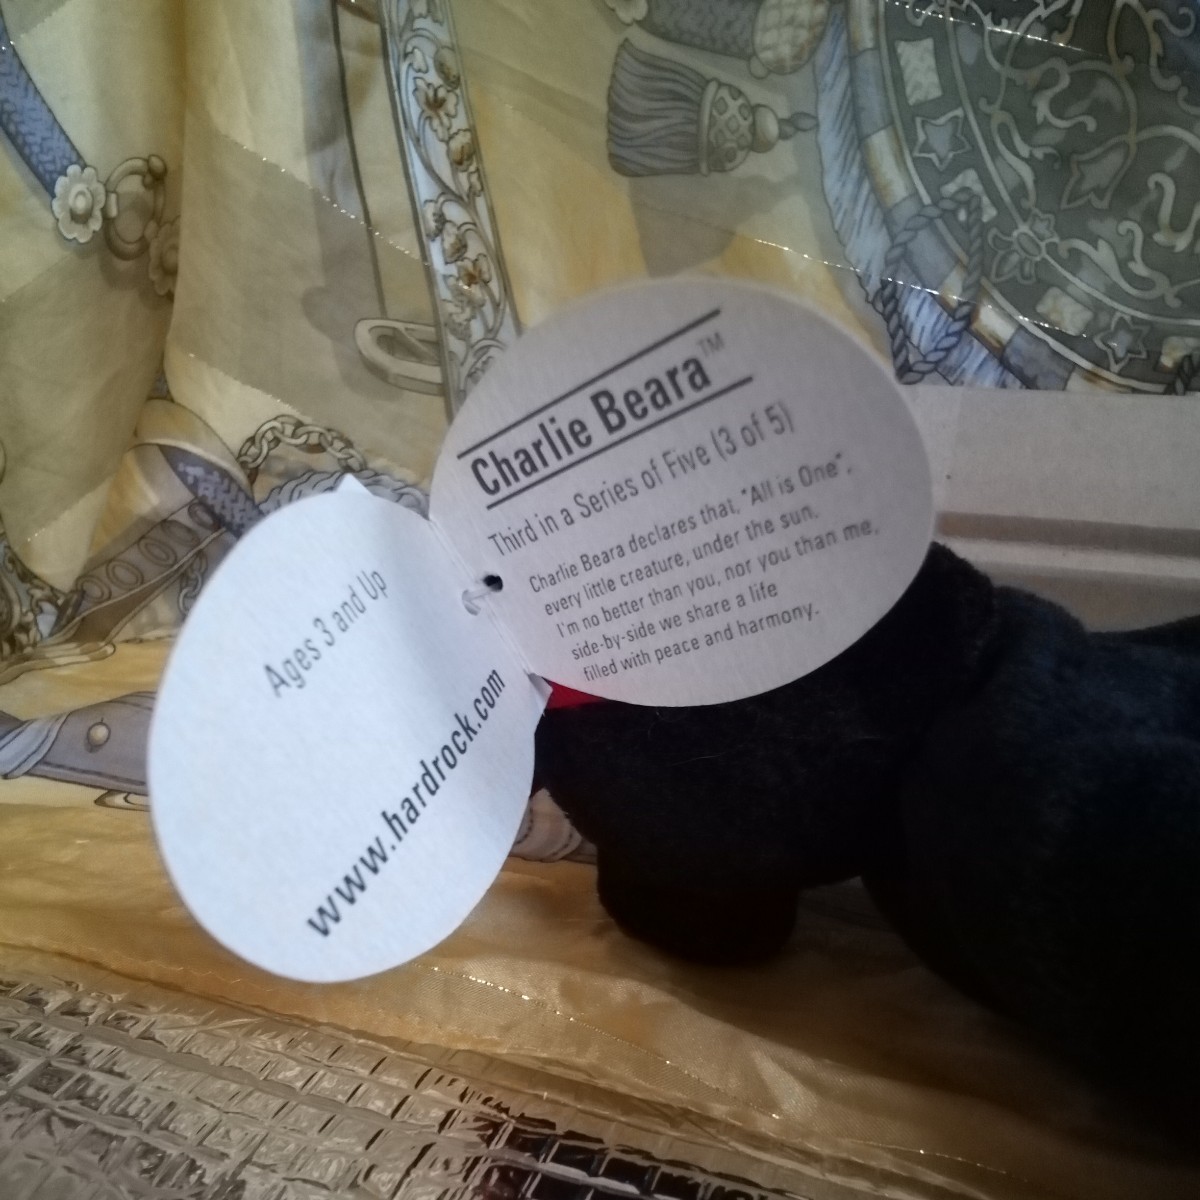 Charlie Beara™
Third in a Series of Five (3 of 5)
Charlie Beara declares that, "All is One",
every little creature, under the sun.
I'm no better than you, nor you than me,
side-by-side we share a life
filled with peace and harmony.
Ages 3 and Up
www.hardrock.com